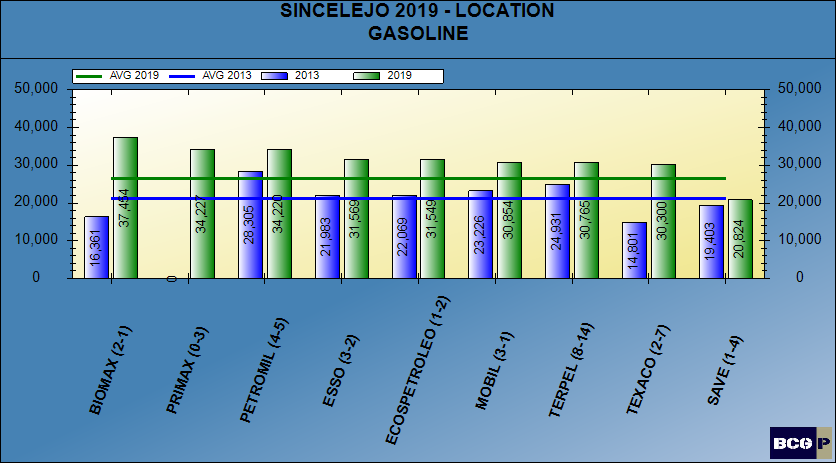 SINCELEJO 2019 - LOCATION
GASOLINE
AVG 2019 AVG 2013 2013 2019
50,000 50,000
40,000 40,000
30,000 30,000
20,000 20,000
10,000 10,000
0 0
16,361 37,454 0 34,227 28,305 34,220 21,983 31,569 22,069 31,549 23,226 30,854 24,931 30,765 14,801 30,300 19,403 20,824
BIOMAX (2-1)
PRIMAX (0-3)
PETROMIL (4-5)
ESSO (3-2)
ECOSPETROLEO (1-2)
MOBIL (3-1)
TERPEL (8-14)
TEXACO (2-7)
SAVE (1-4)
BCG P